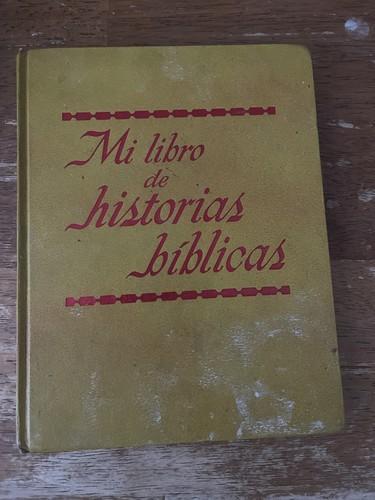 Mi libro
de
historias
bíblicas